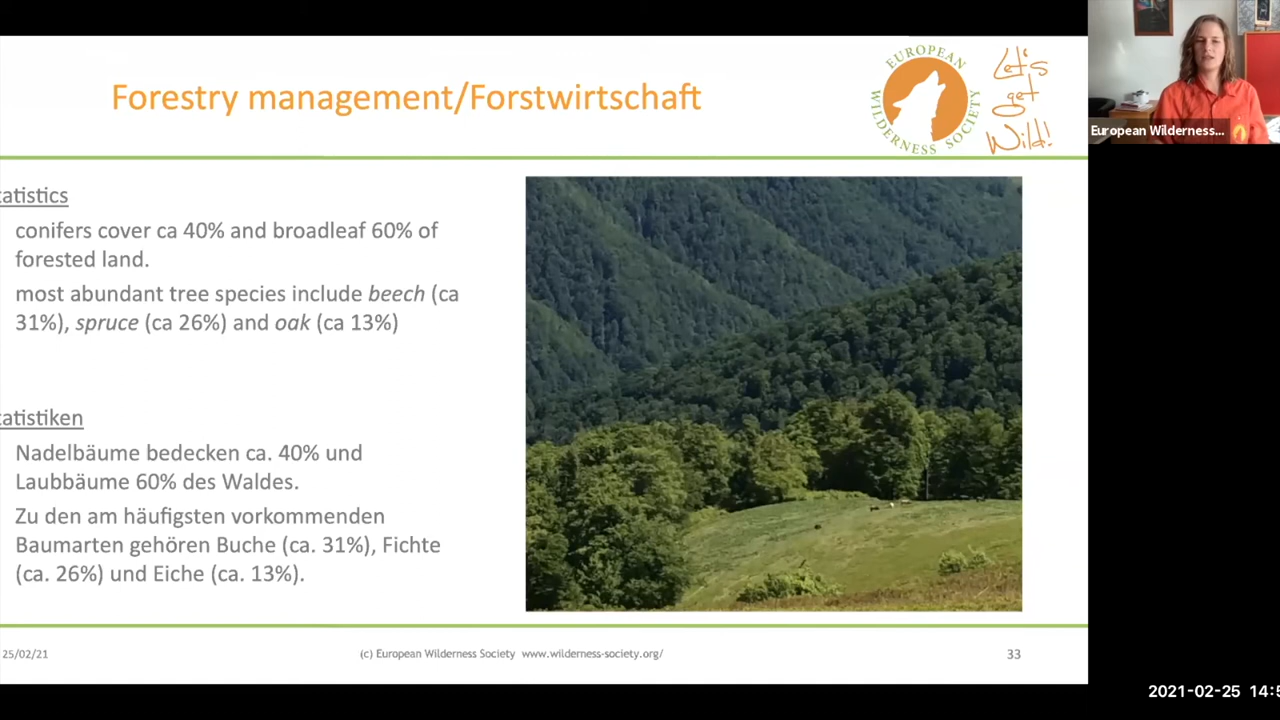 Forestry management/Forstwirtschaft
EUROPEAN WILDERNESS SOCIETY
Let's
get
Wild!
European Wilderness...
tatistics
conifers cover ca 40% and broadleaf 60% of
forested land.
most abundant tree species include beech (ca
31%), spruce (ca 26%) and oak (ca 13%)
tatistiken
Nadelbäume bedecken ca. 40% und
Laubbäume 60% des Waldes.
Zu den am häufigsten vorkommenden
Baumarten gehören Buche (ca. 31%), Fichte
(ca. 26%) und Eiche (ca. 13%).
25/02/21
(c) European Wilderness Society www.wilderness-society.org/
33
2021-02-25 14:5